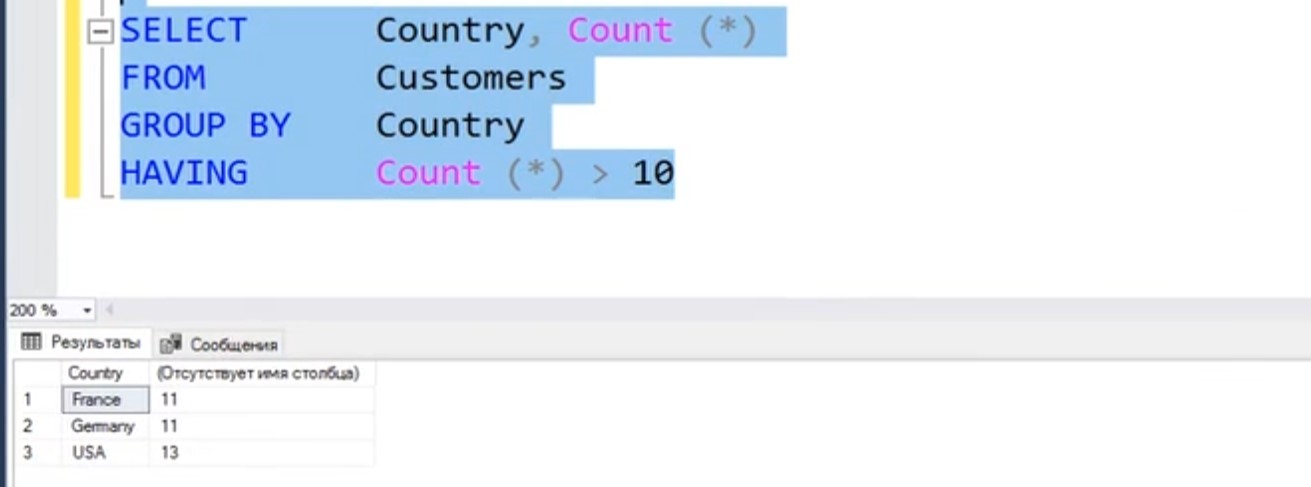 SELECT Country, Count (*)
FROM Customers
GROUP BY Country
HAVING Count (*) > 10
200 %
Результаты Сообщения
Country (Отсутствует имя столбца)
1 France 11
2 Germany 11
3 USA 13